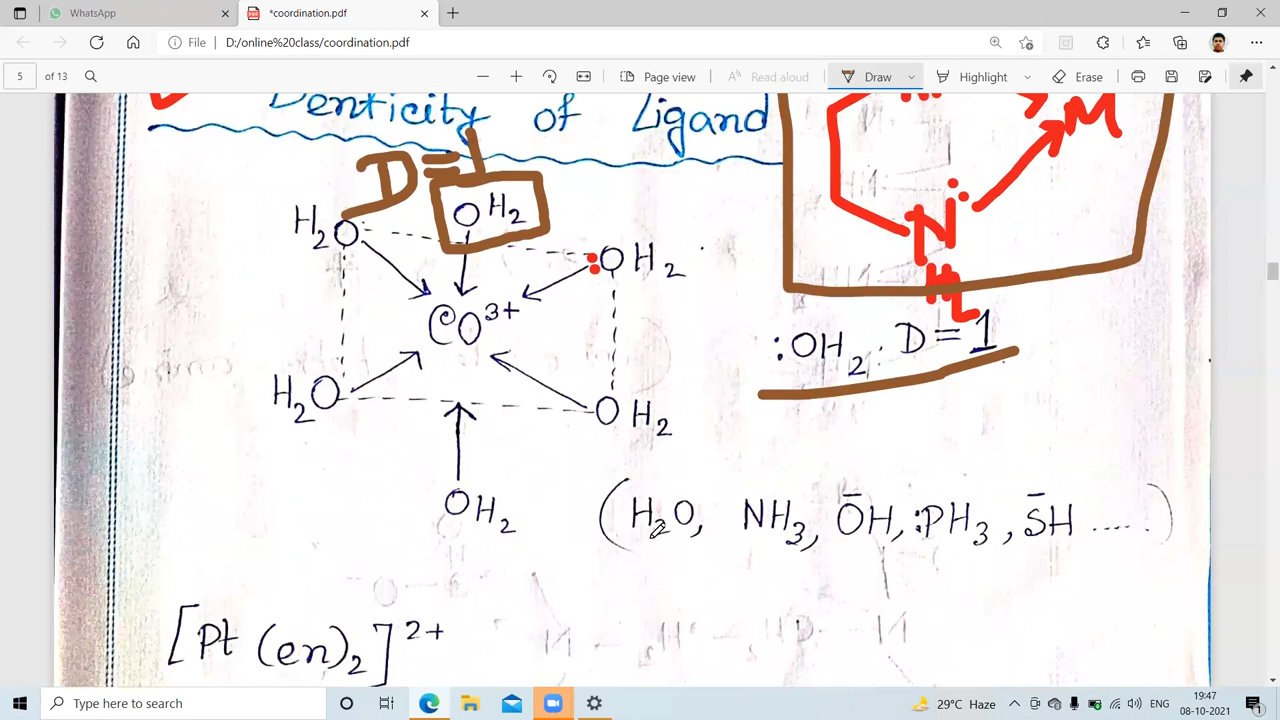 WhatsApp
*coordination.pdf
File D:/online%20class/coordination.pdf
5 of 13
Page view
Read aloud
Draw
Highlight
Erase
Denticity of Ligand
D=
M
N
H2O
OH2
OH2
CO3+
:OH2. D=1
H2O
OH2
OH2
(H2O, NH3, ŌH, :PH3, S̄H .....)
[Pt (en)2]2+
Type here to search
29°C Haze
ENG
19:47
08-10-2021
1